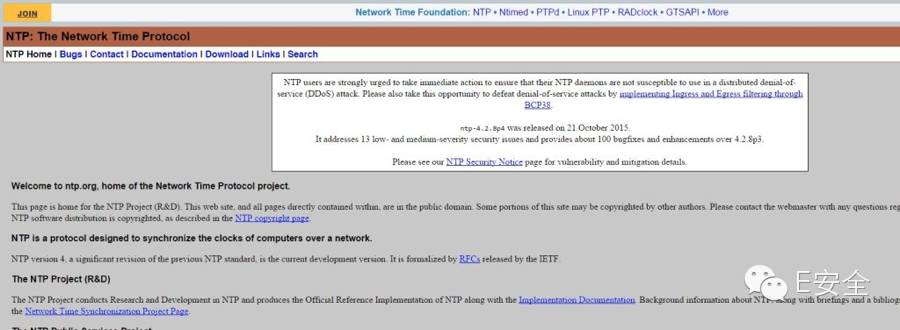 JOIN
Network Time Foundation: NTP • Ntimed • PTPd • Linux PTP • RADclock • GTSAPI • More
NTP: The Network Time Protocol
NTP Home | Bugs | Contact | Documentation | Download | Links | Search
NTP users are strongly urged to take immediate action to ensure that their NTP daemons are not susceptible to use in a distributed denial-of-
service (DDoS) attack. Please also take this opportunity to defeat denial-of-service attacks by implementing Ingress and Egress filtering through
BCP38.
ntp-4.2.8p4 was released on 21 October 2015.
It addresses 13 low- and medium-severity security issues and provides about 100 bugfixes and enhancements over 4.2.8p3.
Please see our NTP Security Notice page for vulnerability and mitigation details.
Welcome to ntp.org, home of the Network Time Protocol project.
This page is home for the NTP Project (R&D). This web site, and all pages directly contained within, are in the public domain. Some portions of this site may be copyrighted by other authors. Please contact the webmaster with any questions reg
NTP software distribution is copyrighted, as described in the NTP copyright page.
NTP is a protocol designed to synchronize the clocks of computers over a network.
NTP version 4, a significant revision of the previous NTP standard, is the current development version. It is formalized by RFCs released by the IETF.
The NTP Project (R&D)
The NTP Project conducts Research and Development in NTP and produces the Official Reference Implementation of NTP along with the Implementation Documentation. Background information about NTP, along with briefings and a bibliog
the Network Time Synchronization Project Page.
The NTP Public Services Project
E安全